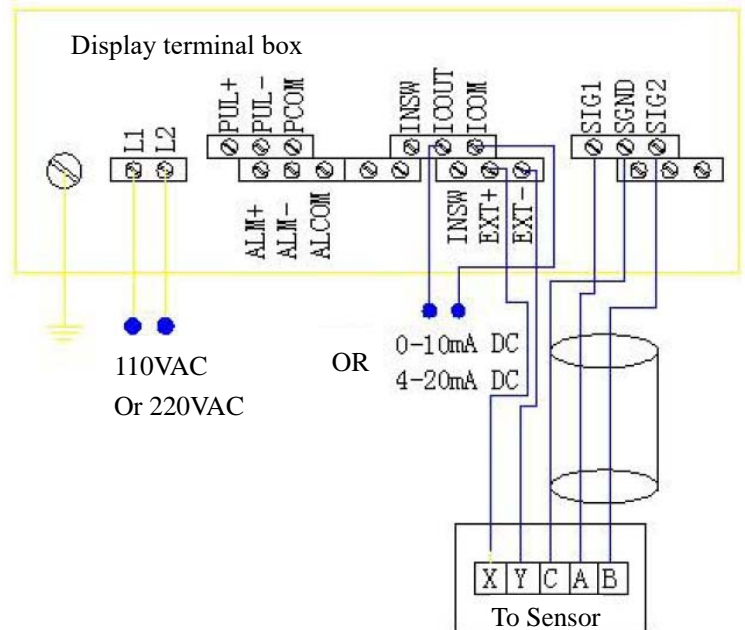 Display terminal box
L1
L2
PUL+
PUL-
PCOM
INSW
ICOUT
ICOM
SIG1
SGND
SIG2
ALM+
ALM-
ALCOM
INSW
EXT+
EXT-
110VAC
Or 220VAC
OR
0-10mA DC
4-20mA DC
X Y C A B
To Sensor